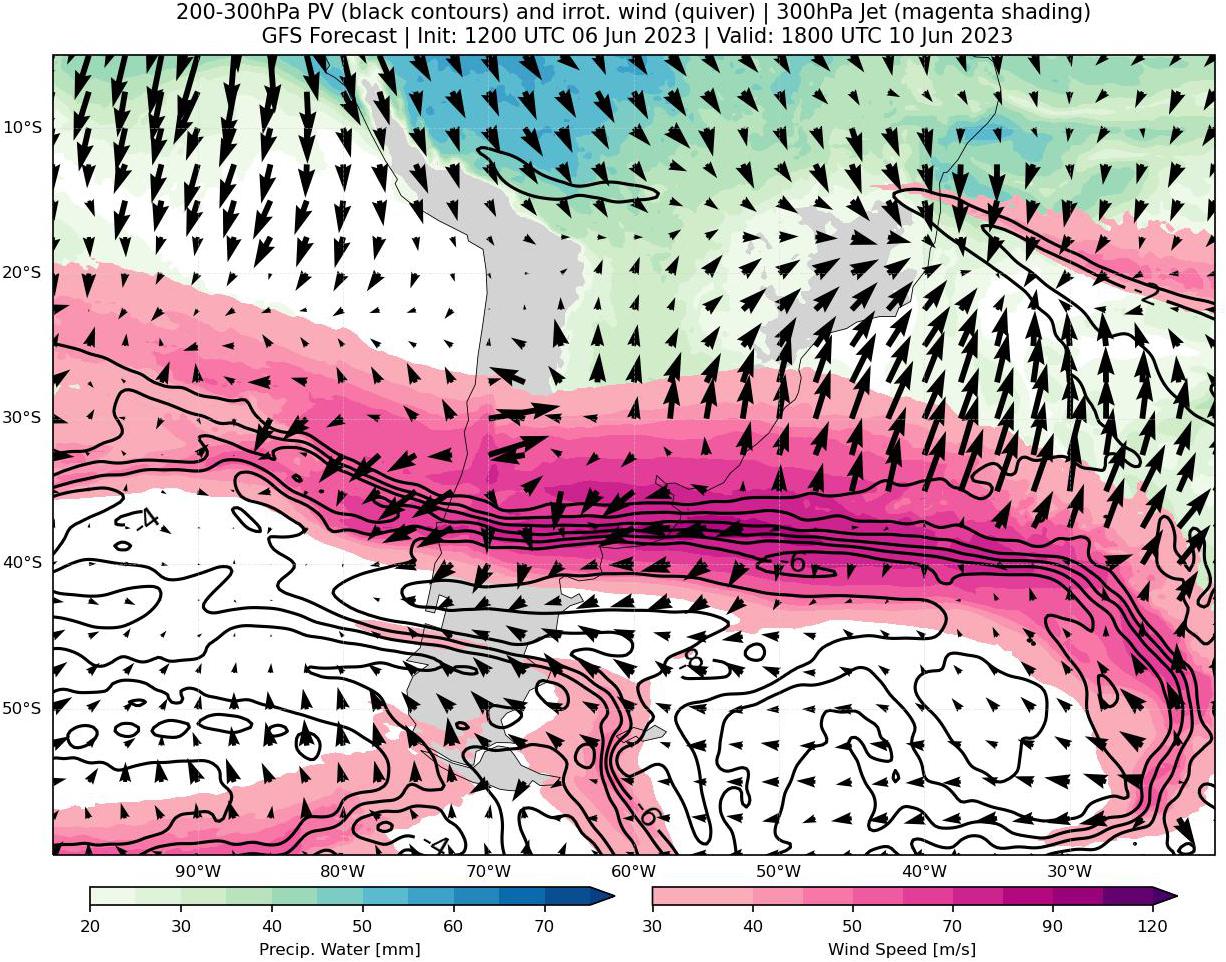 200-300hPa PV (black contours) and irrot. wind (quiver) | 300hPa Jet (magenta shading)
GFS Forecast | Init: 1200 UTC 06 Jun 2023 | Valid: 1800 UTC 10 Jun 2023
10°S
20°S
30°S
-4
40°S
-6
-8
50°S
-6
-4
90°W 80°W 70°W 60°W 50°W 40°W 30°W
20 30 40 50 60 70
30 40 50 70 90 120
Precip. Water [mm] Wind Speed [m/s]